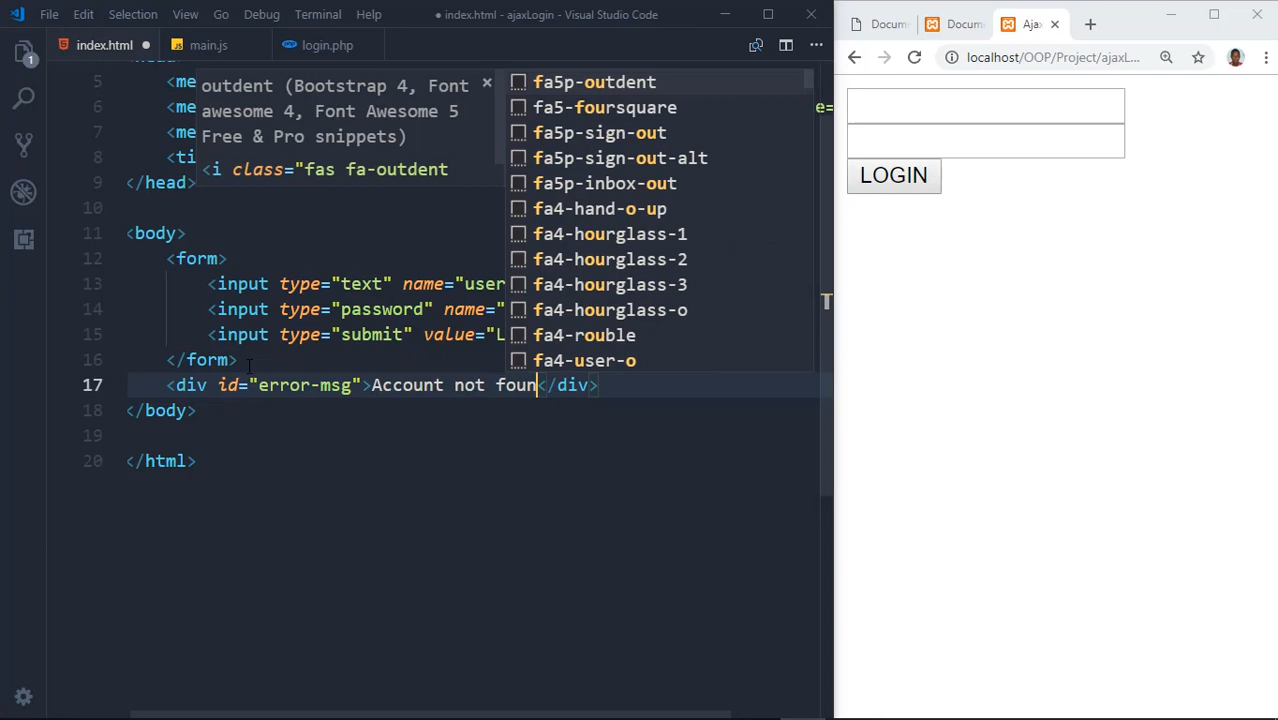 File Edit Selection View Go Debug Terminal Help ● index.html - ajaxLogin - Visual Studio Code
index.html ● main.js login.php
1
5 <me
6 <me
7 <me
8 <ti
9 </head>
10
11 <body>
12 <form>
13 <input type="text" name="user
14 <input type="password" name="
15 <input type="submit" value="L
16 </form>
17 <div id="error-msg">Account not foun</div>
18 </body>
19
20 </html>
outdent (Bootstrap 4, Font
awesome 4, Font Awesome 5
Free & Pro snippets)
<i class="fas fa-outdent
fa5p-outdent
fa5-foursquare
fa5p-sign-out
fa5p-sign-out-alt
fa5p-inbox-out
fa4-hand-o-up
fa4-hourglass-1
fa4-hourglass-2
fa4-hourglass-3
fa4-hourglass-o
fa4-rouble
fa4-user-o
e=
Docum Docum Ajax
localhost/OOP/Project/ajaxL
LOGIN